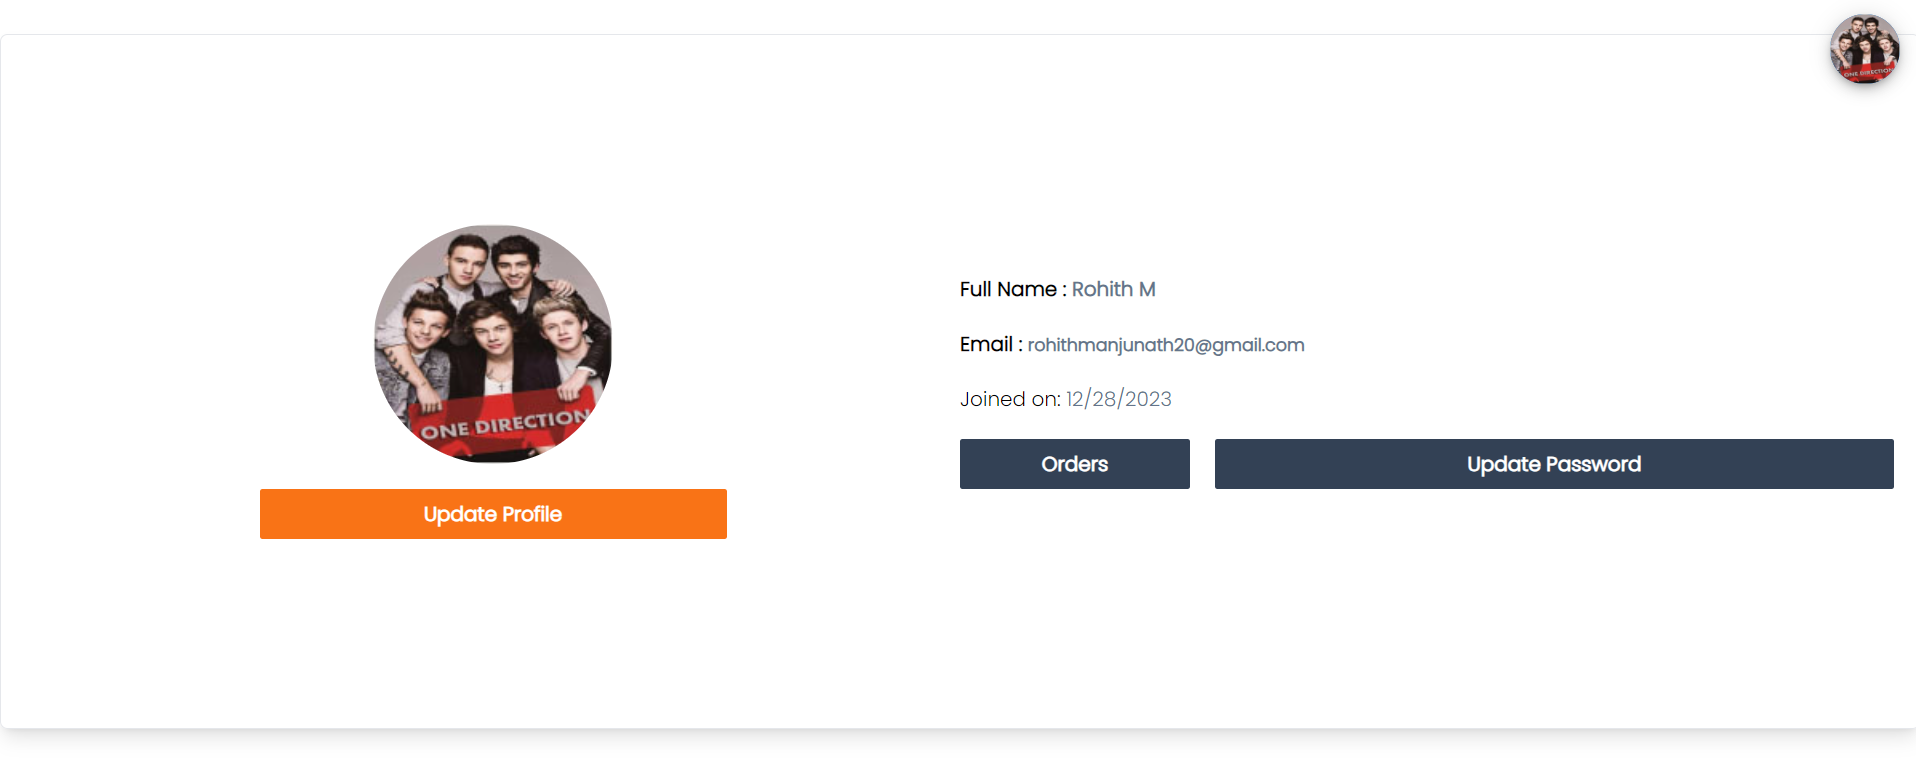 ONE DIRECTION
ONE DIRECTION
Update Profile
Full Name : Rohith M
Email : rohithmanjunath20@gmail.com
Joined on: 12/28/2023
Orders
Update Password